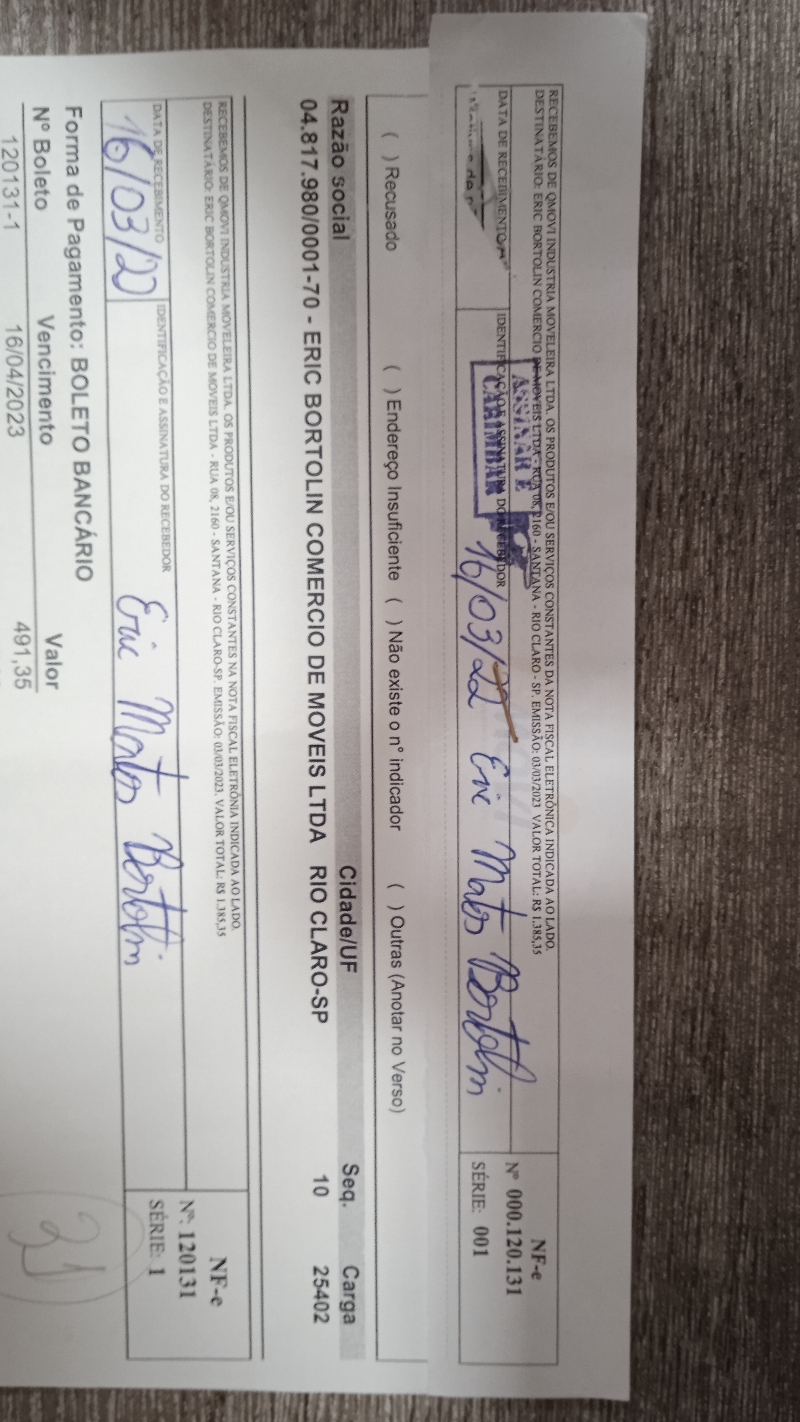 RECEBEMOS DE QMOVI INDUSTRIA MOVELEIRA LTDA. OS PRODUTOS E/OU SERVIÇOS CONSTANTES DA NOTA FISCAL ELETRÔNICA INDICADA AO LADO.
DESTINATÁRIO: ERIC BORTOLIN COMERCIO DE MOVEIS LTDA - RUA 08, 2160 - SANTANA - RIO CLARO - SP. EMISSÃO: 03/03/2023 VALOR TOTAL: R$ 1.385,35
NF-e
Nº 000.120.131
SÉRIE: 001
DATA DE RECEBIMENTO
IDENTIFICAÇÃO E ASSINATURA DO RECEBEDOR
ASSINAR E
CARIMBAR
16/03/22 Eric Matos Bortolin
( ) Recusado ( ) Endereço Insuficiente ( ) Não existe o n° indicador ( ) Outras (Anotar no Verso)
Razão social Cidade/UF Seq. Carga
04.817.980/0001-70 - ERIC BORTOLIN COMERCIO DE MOVEIS LTDA RIO CLARO-SP 10 25402
RECEBEMOS DE QMOVI INDUSTRIA MOVELEIRA LTDA. OS PRODUTOS E/OU SERVIÇOS CONSTANTES NA NOTA FISCAL ELETRÔNIA INDICADA AO LADO.
DESTINATÁRIO: ERIC BORTOLIN COMERCIO DE MOVEIS LTDA - RUA 08, 2160 - SANTANA - RIO CLARO-SP. EMISSÃO: 03/03/2023. VALOR TOTAL: R$ 1.385,35
NF-e
Nº: 120131
SÉRIE: 1
DATA DE RECEBIMENTO
IDENTIFICAÇÃO E ASSINATURA DO RECEBEDOR
16/03/22 Eric Matos Bortolin
Forma de Pagamento: BOLETO BANCÁRIO
Nº Boleto Vencimento Valor
120131-1 16/04/2023 491,35